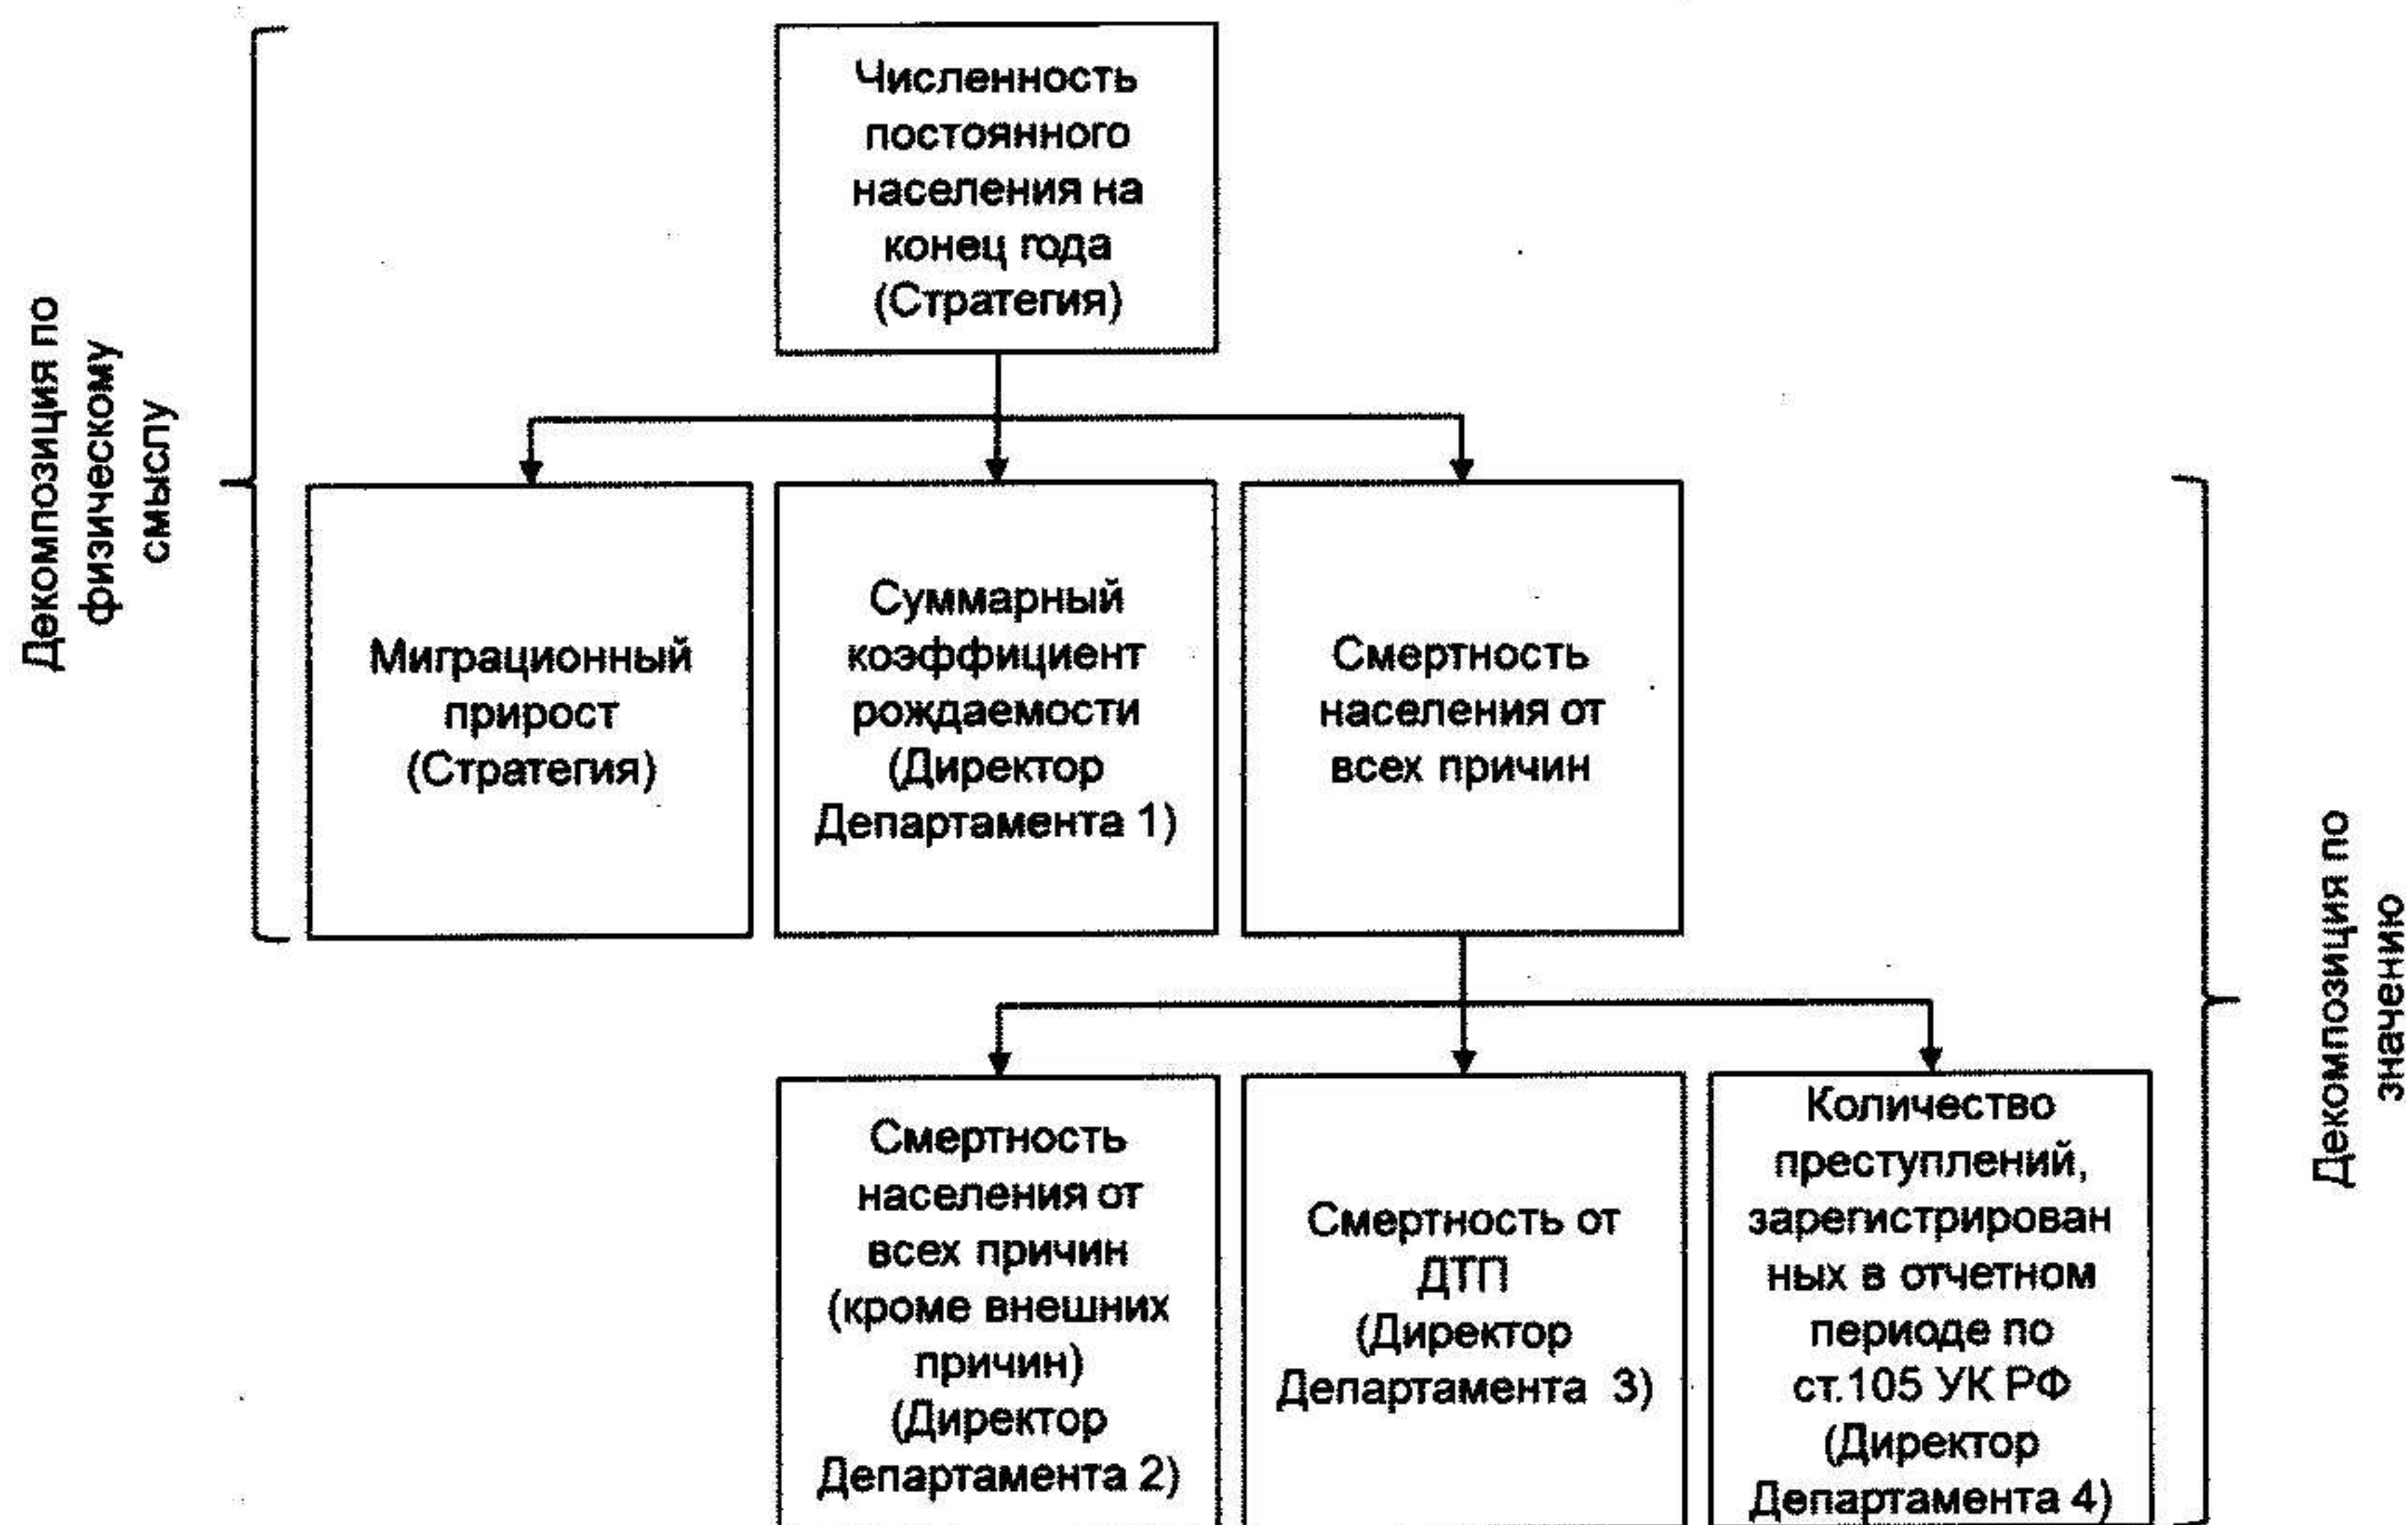 Численность
постоянного
населения на
конец года
(Стратегия)
Декомпозиция по
физическому
смыслу
Миграционный
прирост
(Стратегия)
Суммарный
коэффициент
рождаемости
(Директор
Департамента 1)
Смертность
населения от
всех причин
Декомпозиция по
значению
Смертность
населения от
всех причин
(кроме внешних
причин)
(Директор
Департамента 2)
Смертность от
ДТП
(Директор
Департамента 3)
Количество
преступлений,
зарегистрирован
ных в отчетном
периоде по
ст.105 УК РФ
(Директор
Департамента 4)